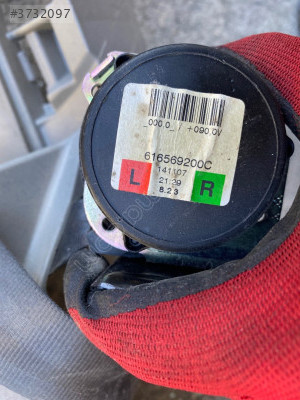 #3732097
_000.0_/ +090.0V
616569200C
141107
21:29
8.23
L
R